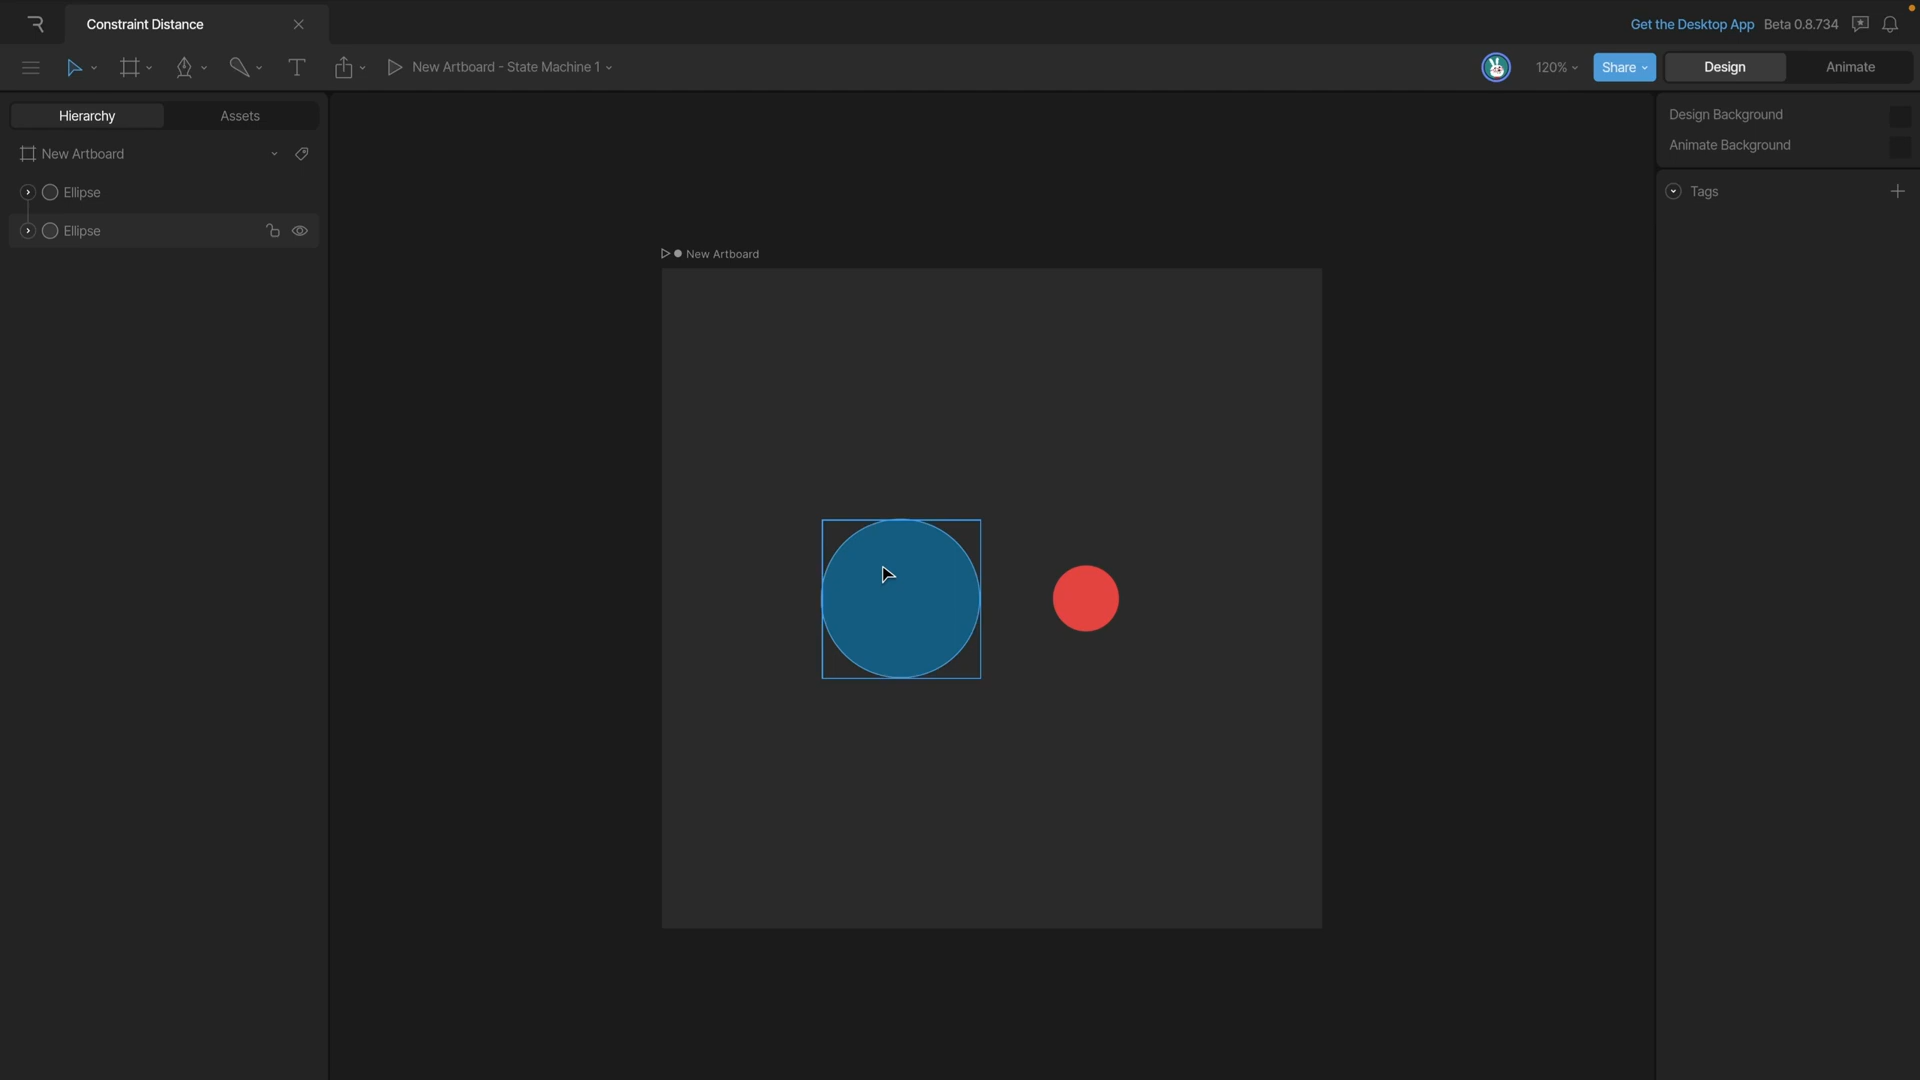 Constraint Distance
Get the Desktop App Beta 0.8.734
New Artboard - State Machine 1
120%
Share
Design
Animate
Hierarchy
Assets
New Artboard
Ellipse
Ellipse
New Artboard
Design Background
Animate Background
Tags